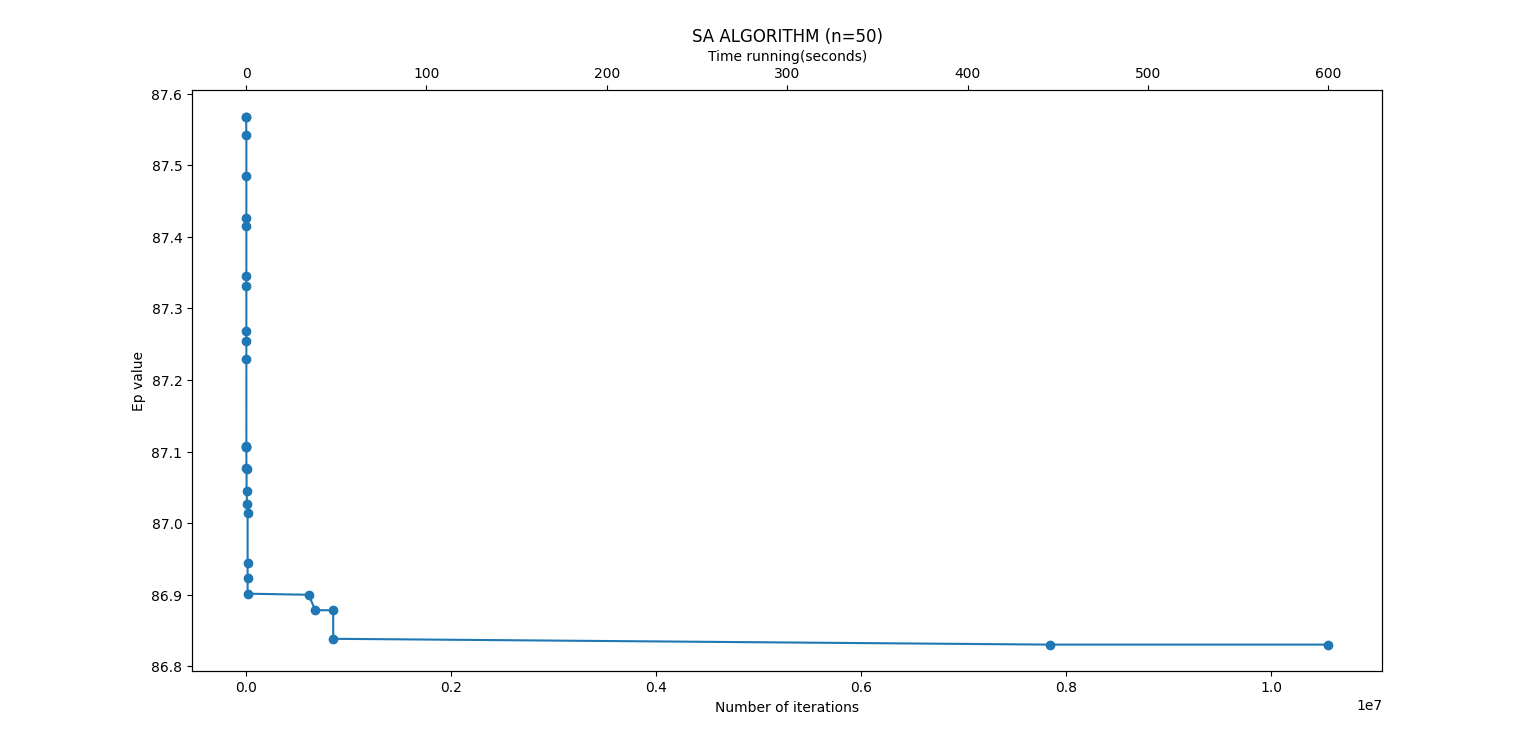 SA ALGORITHM (n=50)
Time running(seconds)
0 100 200 300 400 500 600
87.6
87.5
87.4
87.3
87.2
87.1
87.0
86.9
86.8
Ep value
0.0 0.2 0.4 0.6 0.8 1.0
1e7
Number of iterations